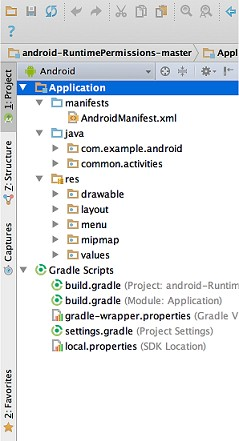 android-RuntimePermissions-master
Appl
Android
Application
manifests
AndroidManifest.xml
java
com.example.android
common.activities
res
drawable
layout
menu
mipmap
values
Gradle Scripts
build.gradle (Project: android-Runtim
build.gradle (Module: Application)
gradle-wrapper.properties (Gradle V
settings.gradle (Project Settings)
local.properties (SDK Location)
1: Project
7: Structure
Captures
2: Favorites